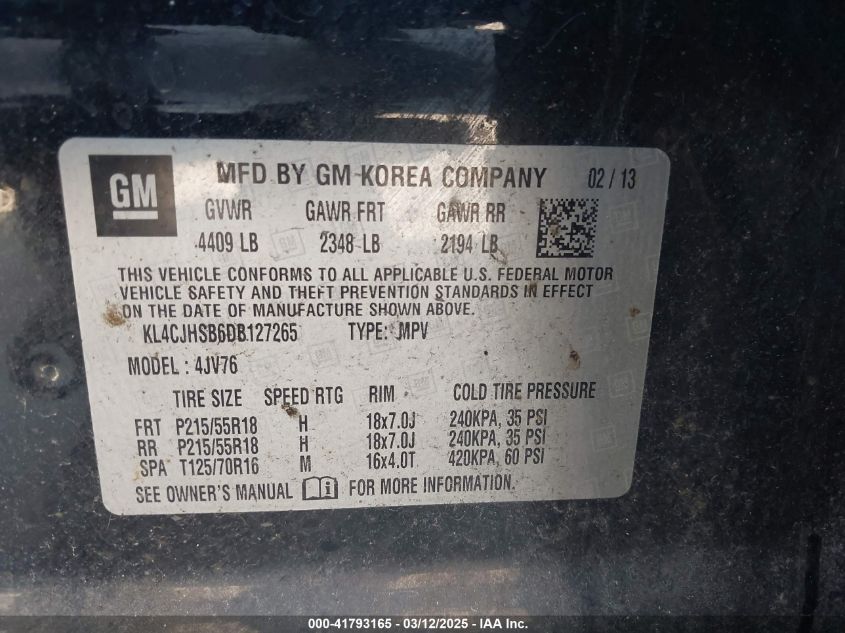 GM
MFD BY GM KOREA COMPANY 02 / 13
GVWR GAWR FRT GAWR RR
4409 LB 2348 LB 2194 LB
THIS VEHICLE CONFORMS TO ALL APPLICABLE U.S. FEDERAL MOTOR
VEHICLE SAFETY AND THEFT PREVENTION STANDARDS IN EFFECT
ON THE DATE OF MANUFACTURE SHOWN ABOVE.
KL4CJHSB6DB127265 TYPE: MPV
MODEL : 4JV76
TIRE SIZE SPEED RTG RIM COLD TIRE PRESSURE
FRT P215/55R18 H 18x7.0J 240KPA, 35 PSI
RR P215/55R18 H 18x7.0J 240KPA, 35 PSI
SPA T125/70R16 M 16x4.0T 420KPA, 60 PSI
SEE OWNER'S MANUAL FOR MORE INFORMATION.
000-41793165 - 03/12/2025 - IAA Inc.